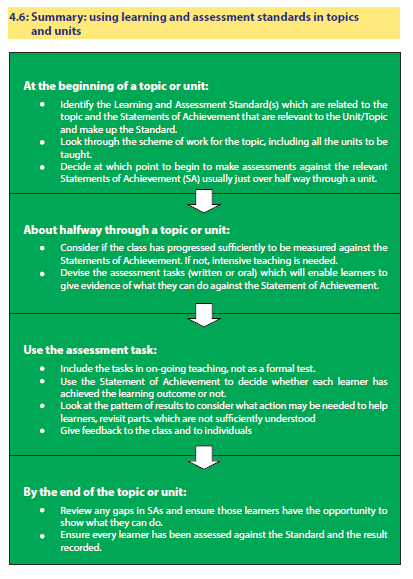 4.6: Summary: using learning and assessment standards in topics
and units
At the beginning of a topic or unit:
● Identify the Learning and Assessment Standard(s) which are related to the
topic and the Statements of Achievement that are relevant to the Unit/Topic
and make up the Standard.
● Look through the scheme of work for the topic, including all the units to be
taught.
● Decide at which point to begin to make assessments against the relevant
Statements of Achievement (SA) usually just over half way through a unit.
About halfway through a topic or unit:
● Consider if the class has progressed sufficiently to be measured against the
Statements of Achievement. If not, intensive teaching is needed.
● Devise the assessment tasks (written or oral) which will enable learners to
give evidence of what they can do against the Statement of Achievement.
Use the assessment task:
● Include the tasks in on-going teaching, not as a formal test.
● Use the Statement of Achievement to decide whether each learner has
achieved the learning outcome or not.
● Look at the pattern of results to consider what action may be needed to help
learners, revisit parts. which are not sufficiently understood
● Give feedback to the class and to individuals
By the end of the topic or unit:
● Review any gaps in SAs and ensure those learners have the opportunity to
show what they can do.
● Ensure every learner has been assessed against the Standard and the result
recorded.